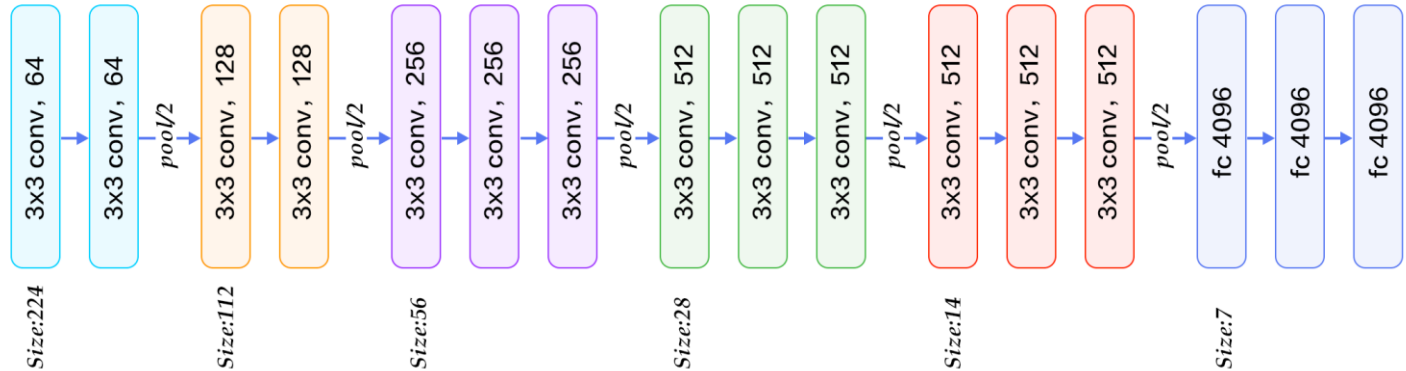 3x3 conv, 64
3x3 conv, 64
pool/2
3x3 conv, 128
3x3 conv, 128
pool/2
3x3 conv, 256
3x3 conv, 256
3x3 conv, 256
pool/2
3x3 conv, 512
3x3 conv, 512
3x3 conv, 512
pool/2
3x3 conv, 512
3x3 conv, 512
3x3 conv, 512
pool/2
fc 4096
fc 4096
fc 4096
Size:224
Size:112
Size:56
Size:28
Size:14
Size:7